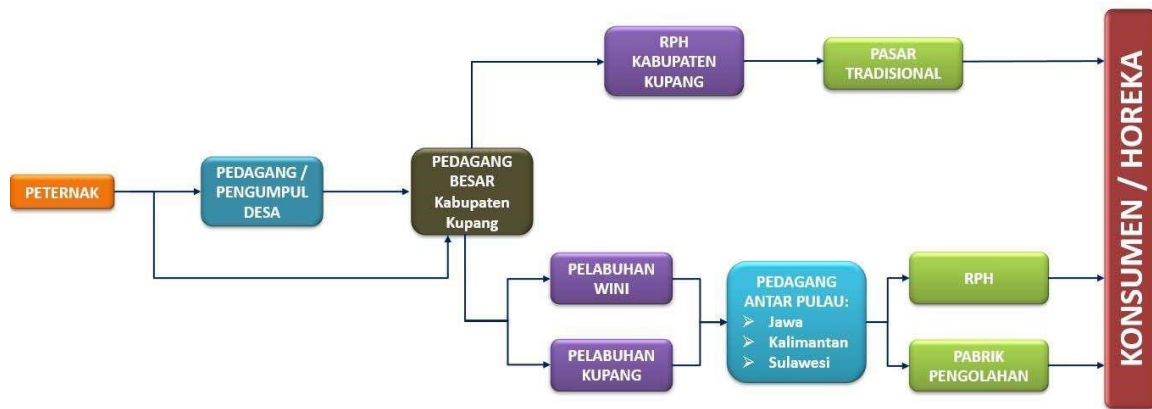 PETERNAK
PEDAGANG /
PENGUMPUL
DESA
PEDAGANG
BESAR
Kabupaten
Kupang
RPH
KABUPATEN
KUPANG
PASAR
TRADISIONAL
PELABUHAN
WINI
PELABUHAN
KUPANG
PEDAGANG
ANTAR PULAU:
➢ Jawa
➢ Kalimantan
➢ Sulawesi
RPH
PABRIK
PENGOLAHAN
KONSUMEN / HOREKA